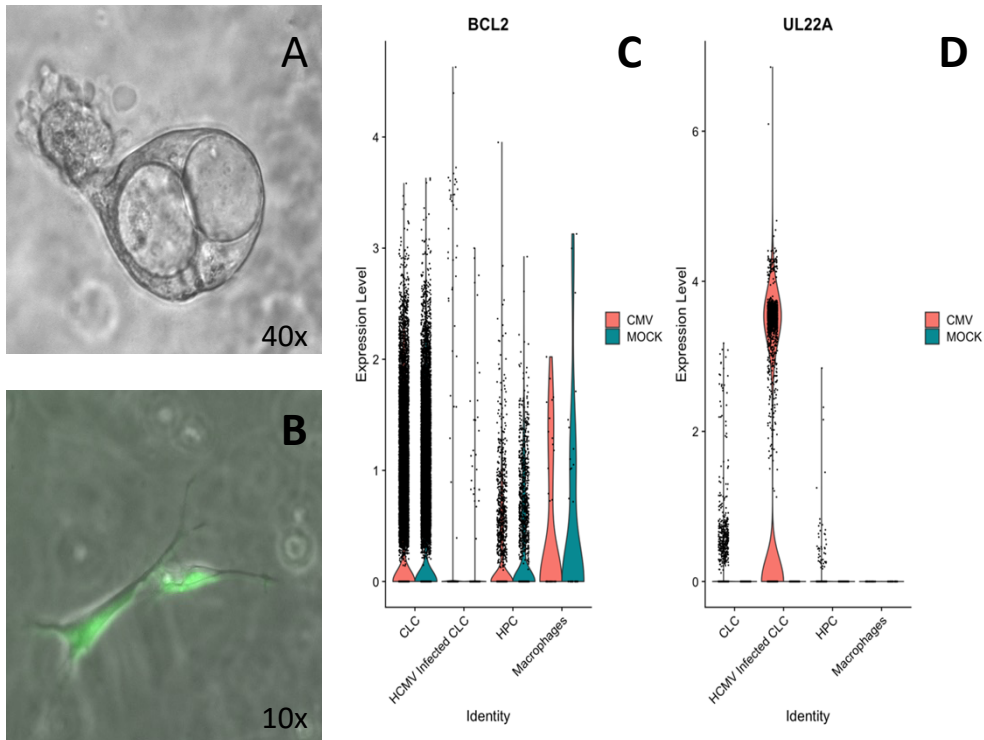 A
40x
B
10x
BCL2
C
Expression Level
4
3
2
1
0
CLC
HCMV Infected CLC
HPC
Macrophages
Identity
CMV
MOCK
UL22A
D
Expression Level
6
4
2
0
CLC
HCMV Infected CLC
HPC
Macrophages
Identity
CMV
MOCK